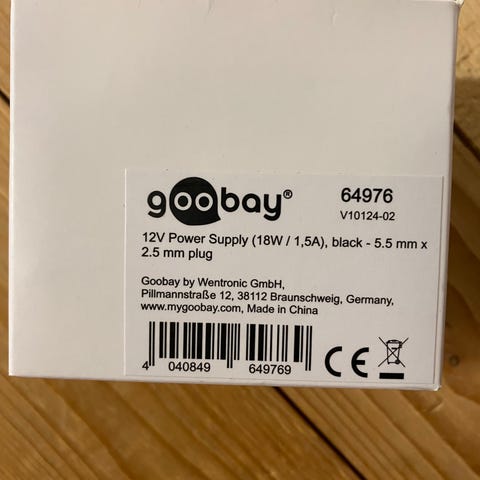 goobay®
64976
V10124-02
12V Power Supply (18W / 1,5A), black - 5.5 mm x
2.5 mm plug
Goobay by Wentronic GmbH,
Pillmannstraße 12, 38112 Braunschweig, Germany,
www.mygoobay.com, Made in China
4 040849 649769
CE